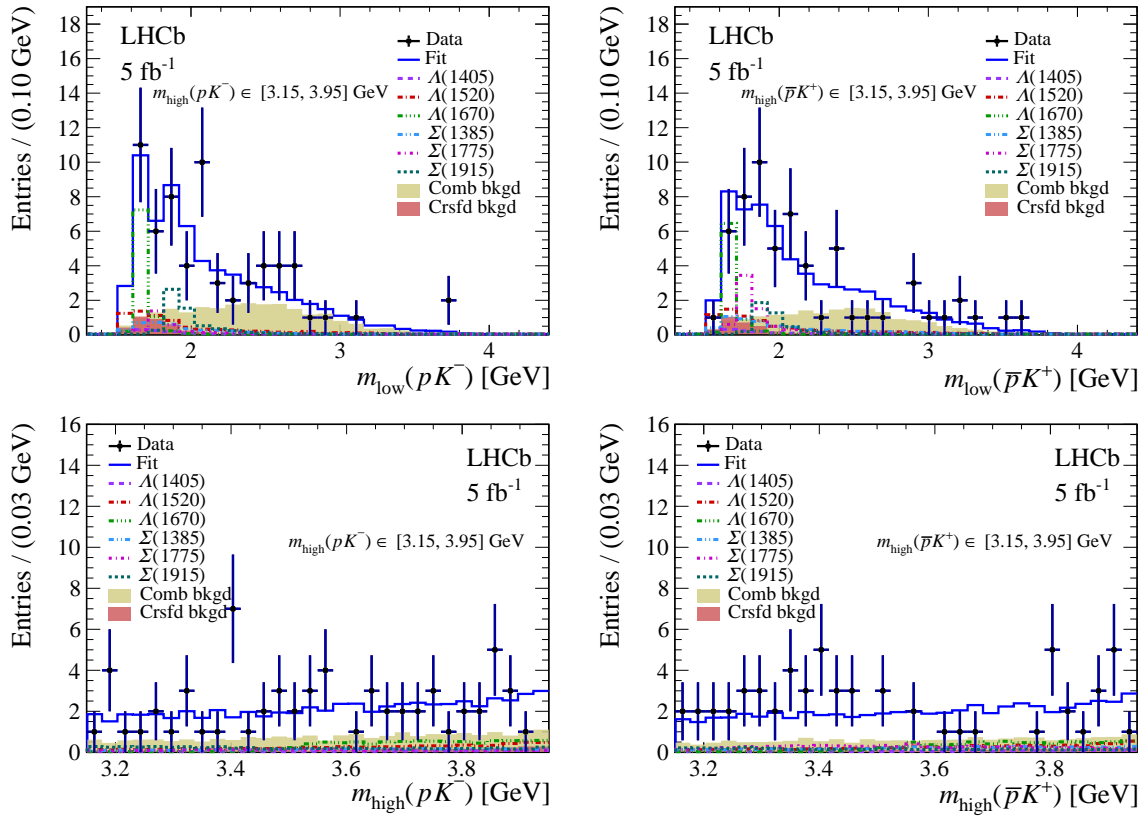 Entries / (0.10 GeV)
18
16
14
12
10
8
6
4
2
0
LHCb
5 fb⁻¹
m_high(pK⁻) ∈ [3.15, 3.95] GeV
Data
Fit
Λ(1405)
Λ(1520)
Λ(1670)
Σ(1385)
Σ(1775)
Σ(1915)
Comb bkgd
Crsfd bkgd
2 3 4
m_low(pK⁻) [GeV]
Entries / (0.10 GeV)
18
16
14
12
10
8
6
4
2
0
LHCb
5 fb⁻¹
m_high(p̅K⁺) ∈ [3.15, 3.95] GeV
Data
Fit
Λ(1405)
Λ(1520)
Λ(1670)
Σ(1385)
Σ(1775)
Σ(1915)
Comb bkgd
Crsfd bkgd
2 3 4
m_low(p̅K⁺) [GeV]
Entries / (0.03 GeV)
16
14
12
10
8
6
4
2
0
Data
Fit
Λ(1405)
Λ(1520)
Λ(1670)
Σ(1385)
Σ(1775)
Σ(1915)
Comb bkgd
Crsfd bkgd
LHCb
5 fb⁻¹
m_high(pK⁻) ∈ [3.15, 3.95] GeV
3.2 3.4 3.6 3.8
m_high(pK⁻) [GeV]
Entries / (0.03 GeV)
16
14
12
10
8
6
4
2
0
Data
Fit
Λ(1405)
Λ(1520)
Λ(1670)
Σ(1385)
Σ(1775)
Σ(1915)
Comb bkgd
Crsfd bkgd
LHCb
5 fb⁻¹
m_high(p̅K⁺) ∈ [3.15, 3.95] GeV
3.2 3.4 3.6 3.8
m_high(p̅K⁺) [GeV]